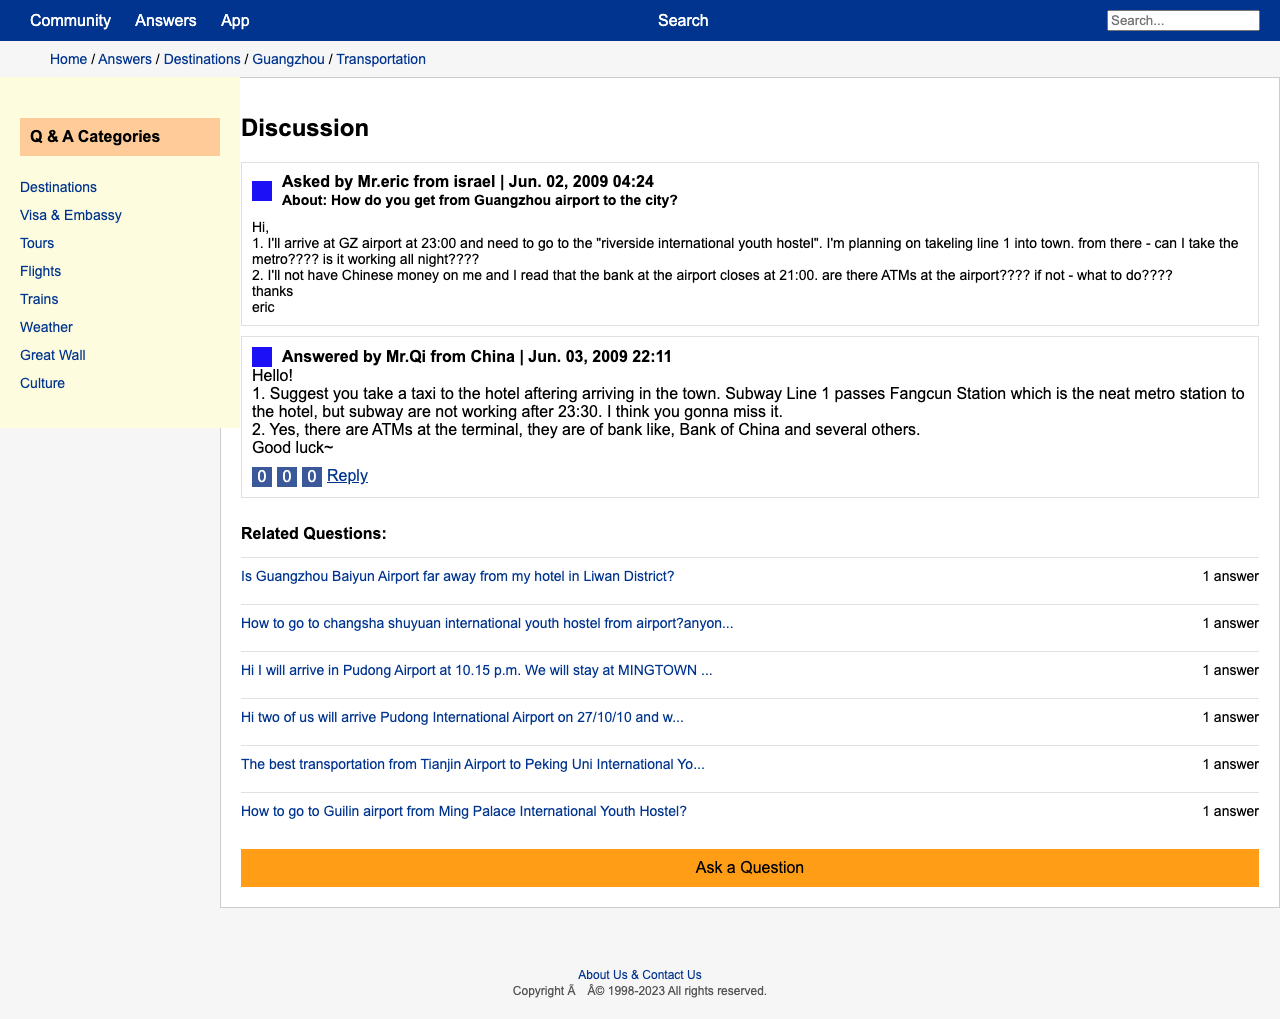 Community Answers App Search Search...
Home / Answers / Destinations / Guangzhou / Transportation
Q & A Categories
Destinations
Visa & Embassy
Tours
Flights
Trains
Weather
Great Wall
Culture
Discussion
Asked by Mr.eric from israel | Jun. 02, 2009 04:24
About: How do you get from Guangzhou airport to the city?
Hi,
1. I'll arrive at GZ airport at 23:00 and need to go to the "riverside international youth hostel". I'm planning on takeling line 1 into town. from there - can I take the
metro???? is it working all night????
2. I'll not have Chinese money on me and I read that the bank at the airport closes at 21:00. are there ATMs at the airport???? if not - what to do????
thanks
eric
Answered by Mr.Qi from China | Jun. 03, 2009 22:11
Hello!
1. Suggest you take a taxi to the hotel aftering arriving in the town. Subway Line 1 passes Fangcun Station which is the neat metro station to
the hotel, but subway are not working after 23:30. I think you gonna miss it.
2. Yes, there are ATMs at the terminal, they are of bank like, Bank of China and several others.
Good luck~
0 0 0 Reply
Related Questions:
Is Guangzhou Baiyun Airport far away from my hotel in Liwan District? 1 answer
How to go to changsha shuyuan international youth hostel from airport?anyon... 1 answer
Hi I will arrive in Pudong Airport at 10.15 p.m. We will stay at MINGTOWN ... 1 answer
Hi two of us will arrive Pudong International Airport on 27/10/10 and w... 1 answer
The best transportation from Tianjin Airport to Peking Uni International Yo... 1 answer
How to go to Guilin airport from Ming Palace International Youth Hostel? 1 answer
Ask a Question
About Us & Contact Us
Copyright Ã Â© 1998-2023 All rights reserved.